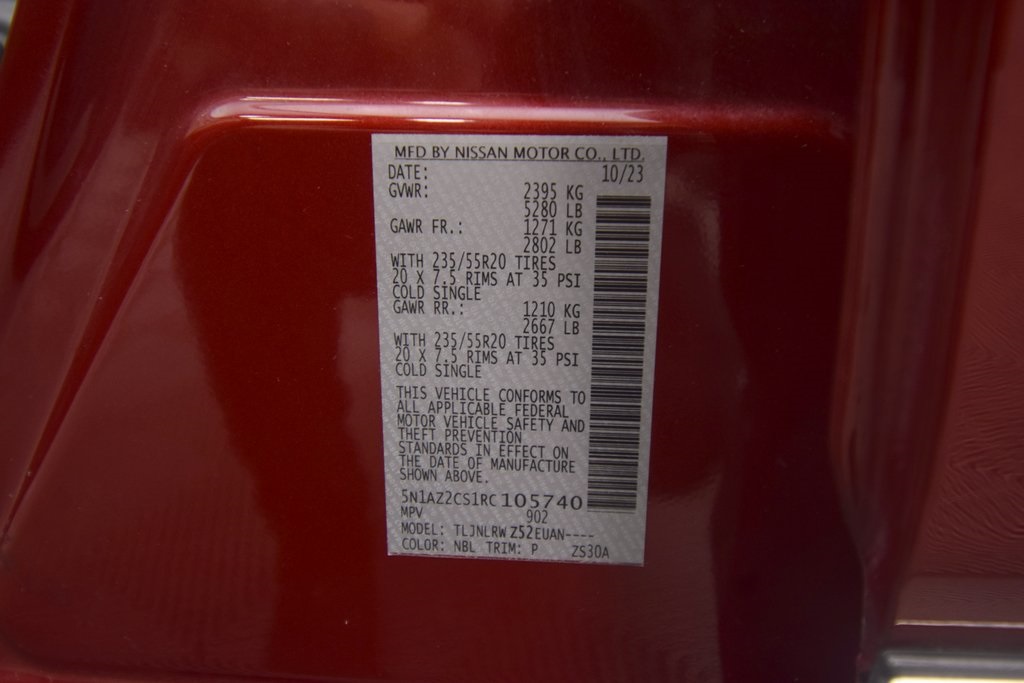 MFD BY NISSAN MOTOR CO., LTD.
DATE: 10/23
GVWR: 2395 KG
5280 LB
GAWR FR.: 1271 KG
2802 LB
WITH 235/55R20 TIRES
20 X 7.5 RIMS AT 35 PSI
COLD SINGLE
GAWR RR.: 1210 KG
2667 LB
WITH 235/55R20 TIRES
20 X 7.5 RIMS AT 35 PSI
COLD SINGLE
THIS VEHICLE CONFORMS TO
ALL APPLICABLE FEDERAL
MOTOR VEHICLE SAFETY AND
THEFT PREVENTION
STANDARDS IN EFFECT ON
THE DATE OF MANUFACTURE
SHOWN ABOVE.
5N1AZ2CS1RC105740
MPV 902
MODEL: TLJNLRWZ52EUAN----
COLOR: NBL TRIM: P ZS30A